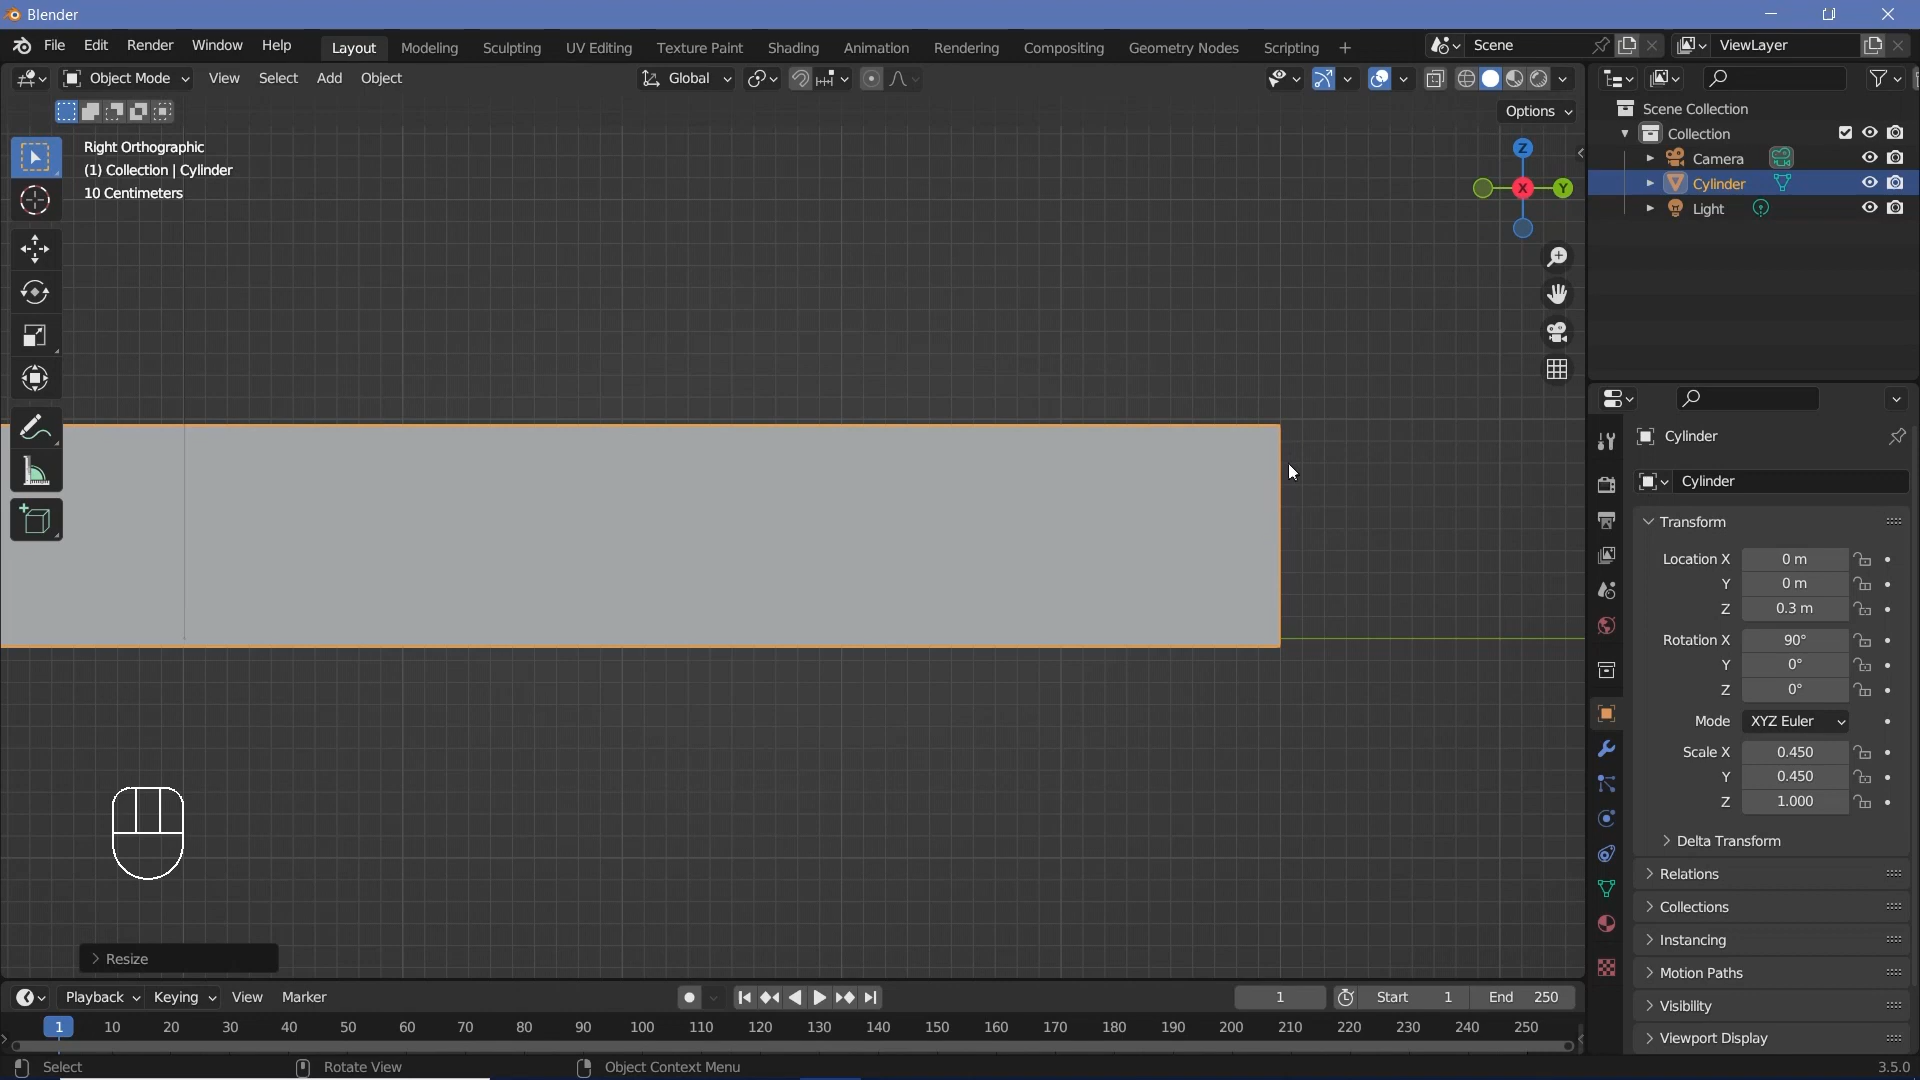 Blender
File Edit Render Window Help
Layout Modeling Sculpting UV Editing Texture Paint Shading Animation Rendering Compositing Geometry Nodes Scripting
Scene
ViewLayer
Object Mode View Select Add Object
Global
Options
Right Orthographic
(1) Collection | Cylinder
10 Centimeters
Z
X
Y
Scene Collection
Collection
Camera
Cylinder
Light
Cylinder
Cylinder
Transform
Location X 0 m
Y 0 m
Z 0.3 m
Rotation X 90°
Y 0°
Z 0°
Mode XYZ Euler
Scale X 0.450
Y 0.450
Z 1.000
Delta Transform
Relations
Collections
Instancing
Motion Paths
Visibility
Viewport Display
Resize
Playback Keying View Marker
1 Start 1 End 250
1 10 20 30 40 50 60 70 80 90 100 110 120 130 140 150 160 170 180 190 200 210 220 230 240 250
Select Rotate View Object Context Menu
3.5.0